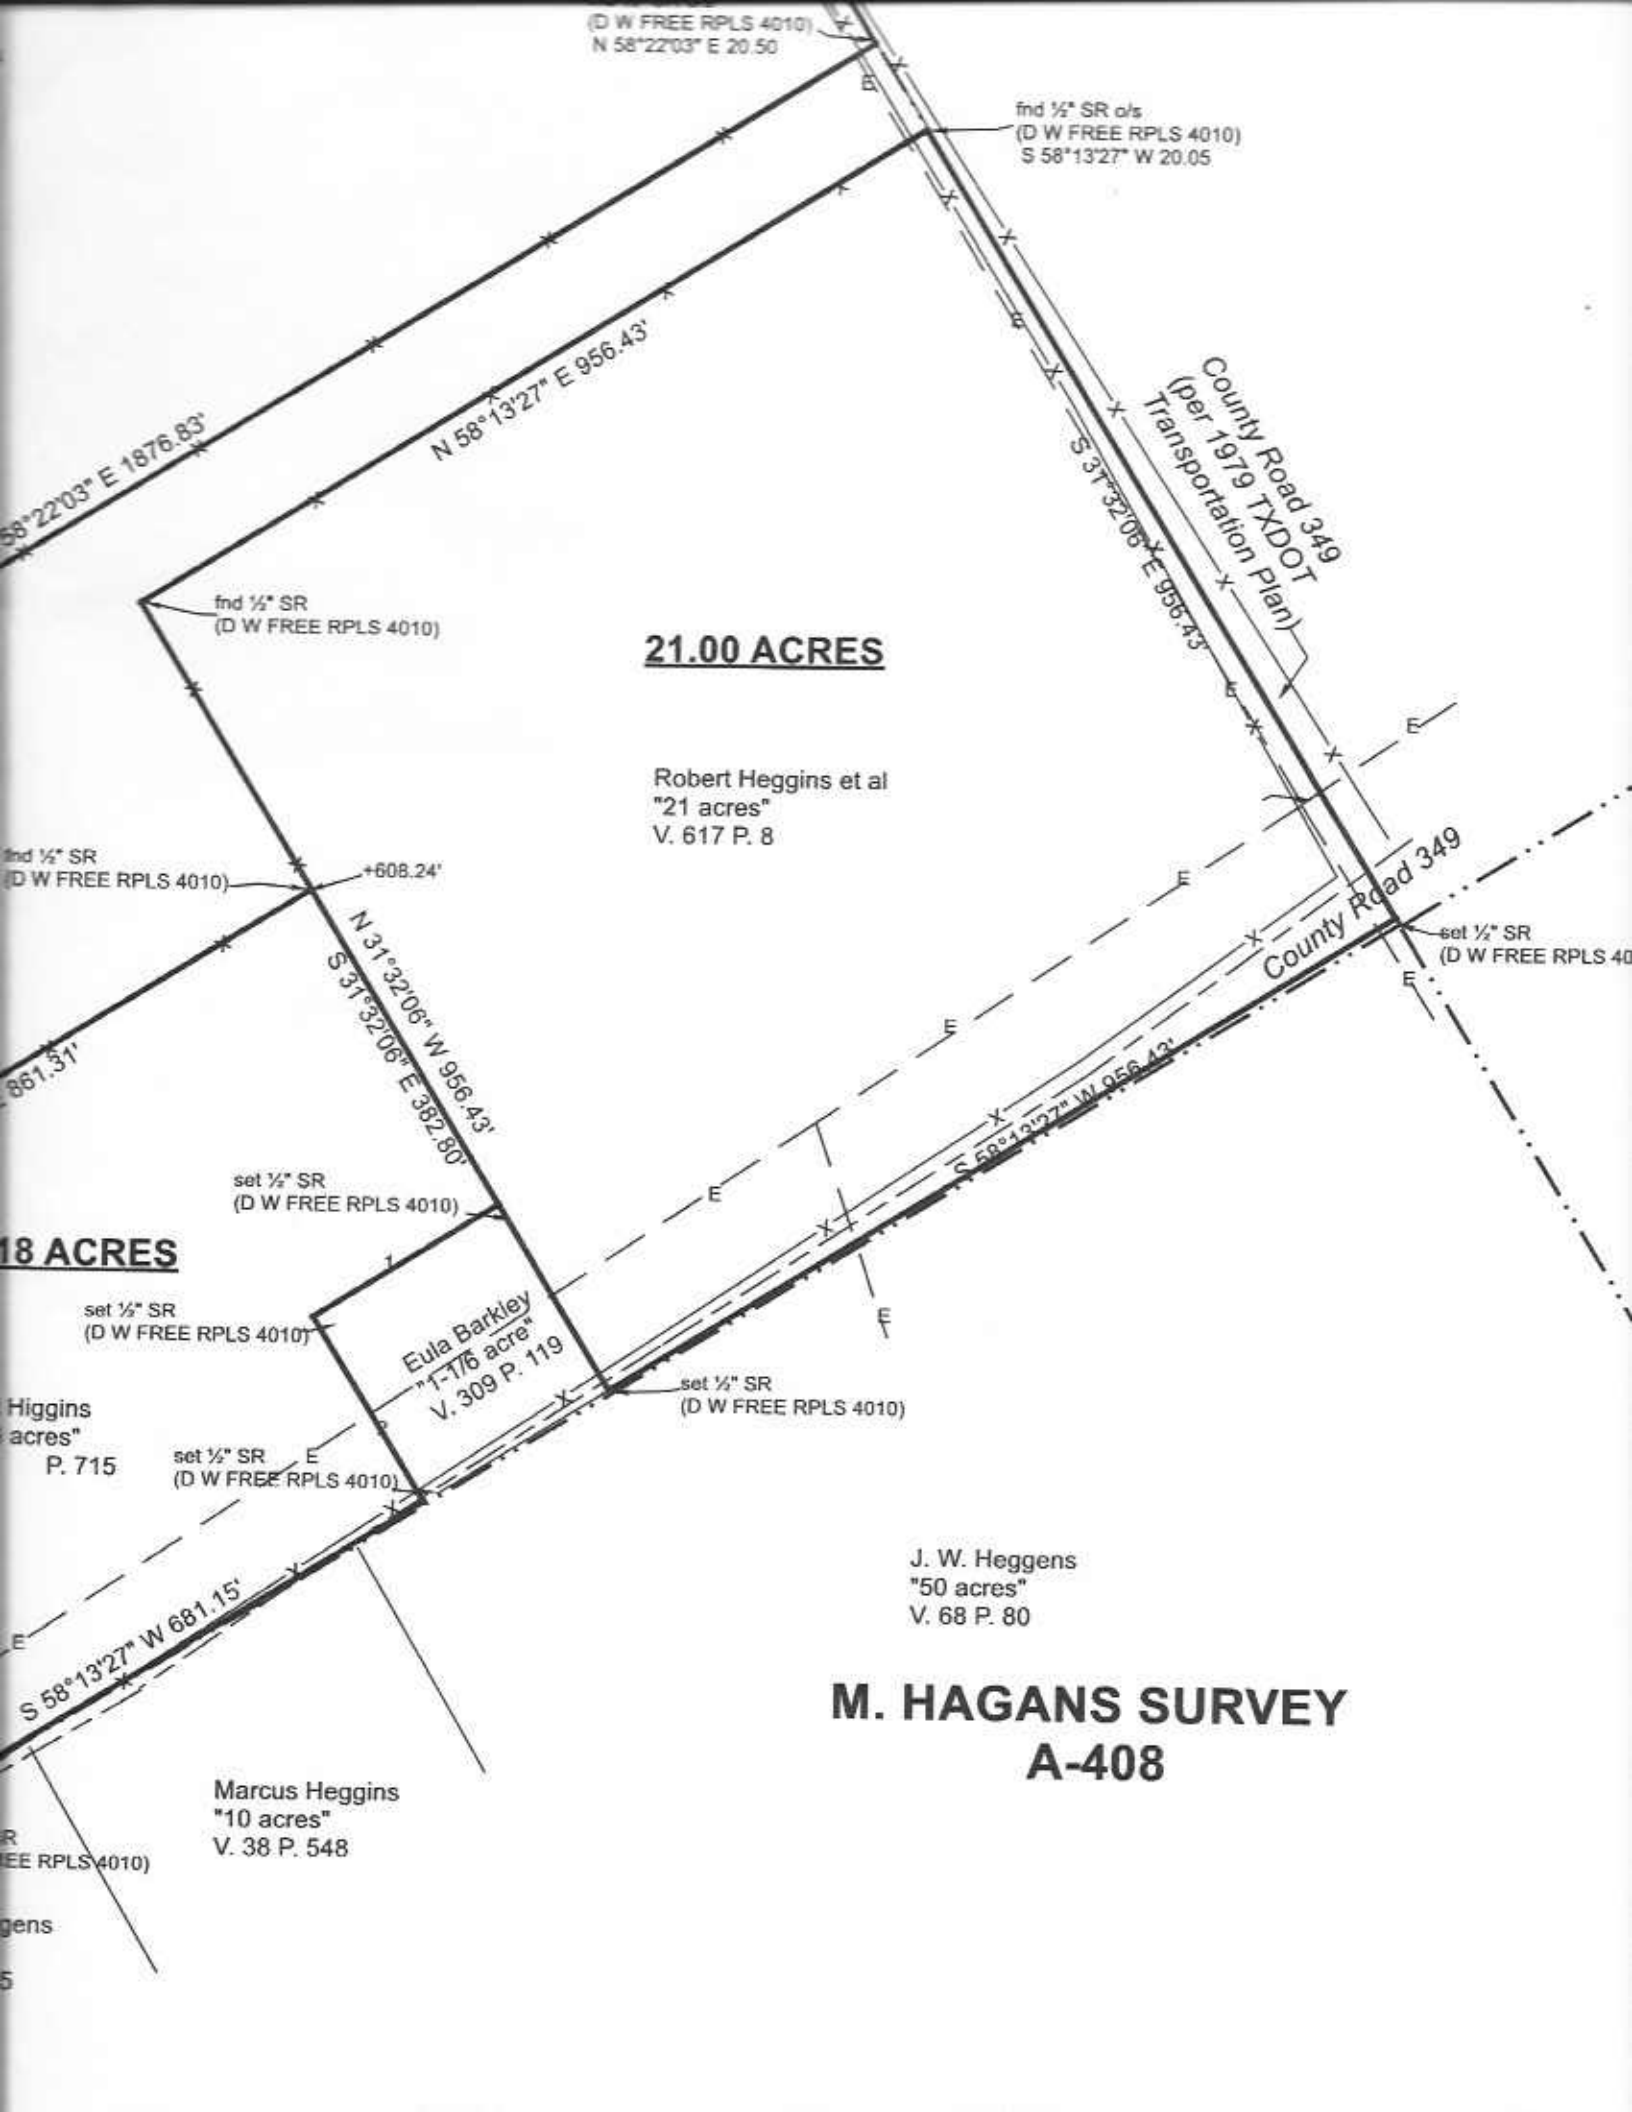 (D W FREE RPLS 4010)
N 58°22'03" E 20.50
fnd ½" SR o/s
(D W FREE RPLS 4010)
S 58°13'27" W 20.05
58°22'03" E 1876.83'
N 58°13'27" E 956.43'
County Road 349
(per 1979 TXDOT
Transportation Plan)
S 31°32'06" E 956.43'
fnd ½" SR
(D W FREE RPLS 4010)
21.00 ACRES
Robert Heggins et al
"21 acres"
V. 617 P. 8
fnd ½" SR
(D W FREE RPLS 4010)
+608.24'
County Road 349
set ½" SR
(D W FREE RPLS 40
N 31°32'06" W 956.43'
S 31°32'06" E 382.80'
861.31'
S 58°13'27" W 956.43'
set ½" SR
(D W FREE RPLS 4010)
18 ACRES
1
set ½" SR
(D W FREE RPLS 4010)
Eula Barkley
"1-1/6 acre"
V. 309 P. 119
set ½" SR
(D W FREE RPLS 4010)
Higgins
acres"
P. 715
2
set ½" SR
(D W FREE RPLS 4010)
S 58°13'27" W 681.15'
J. W. Heggens
"50 acres"
V. 68 P. 80
M. HAGANS SURVEY
A-408
Marcus Heggins
"10 acres"
V. 38 P. 548
SR
EE RPLS 4010)
gens
5